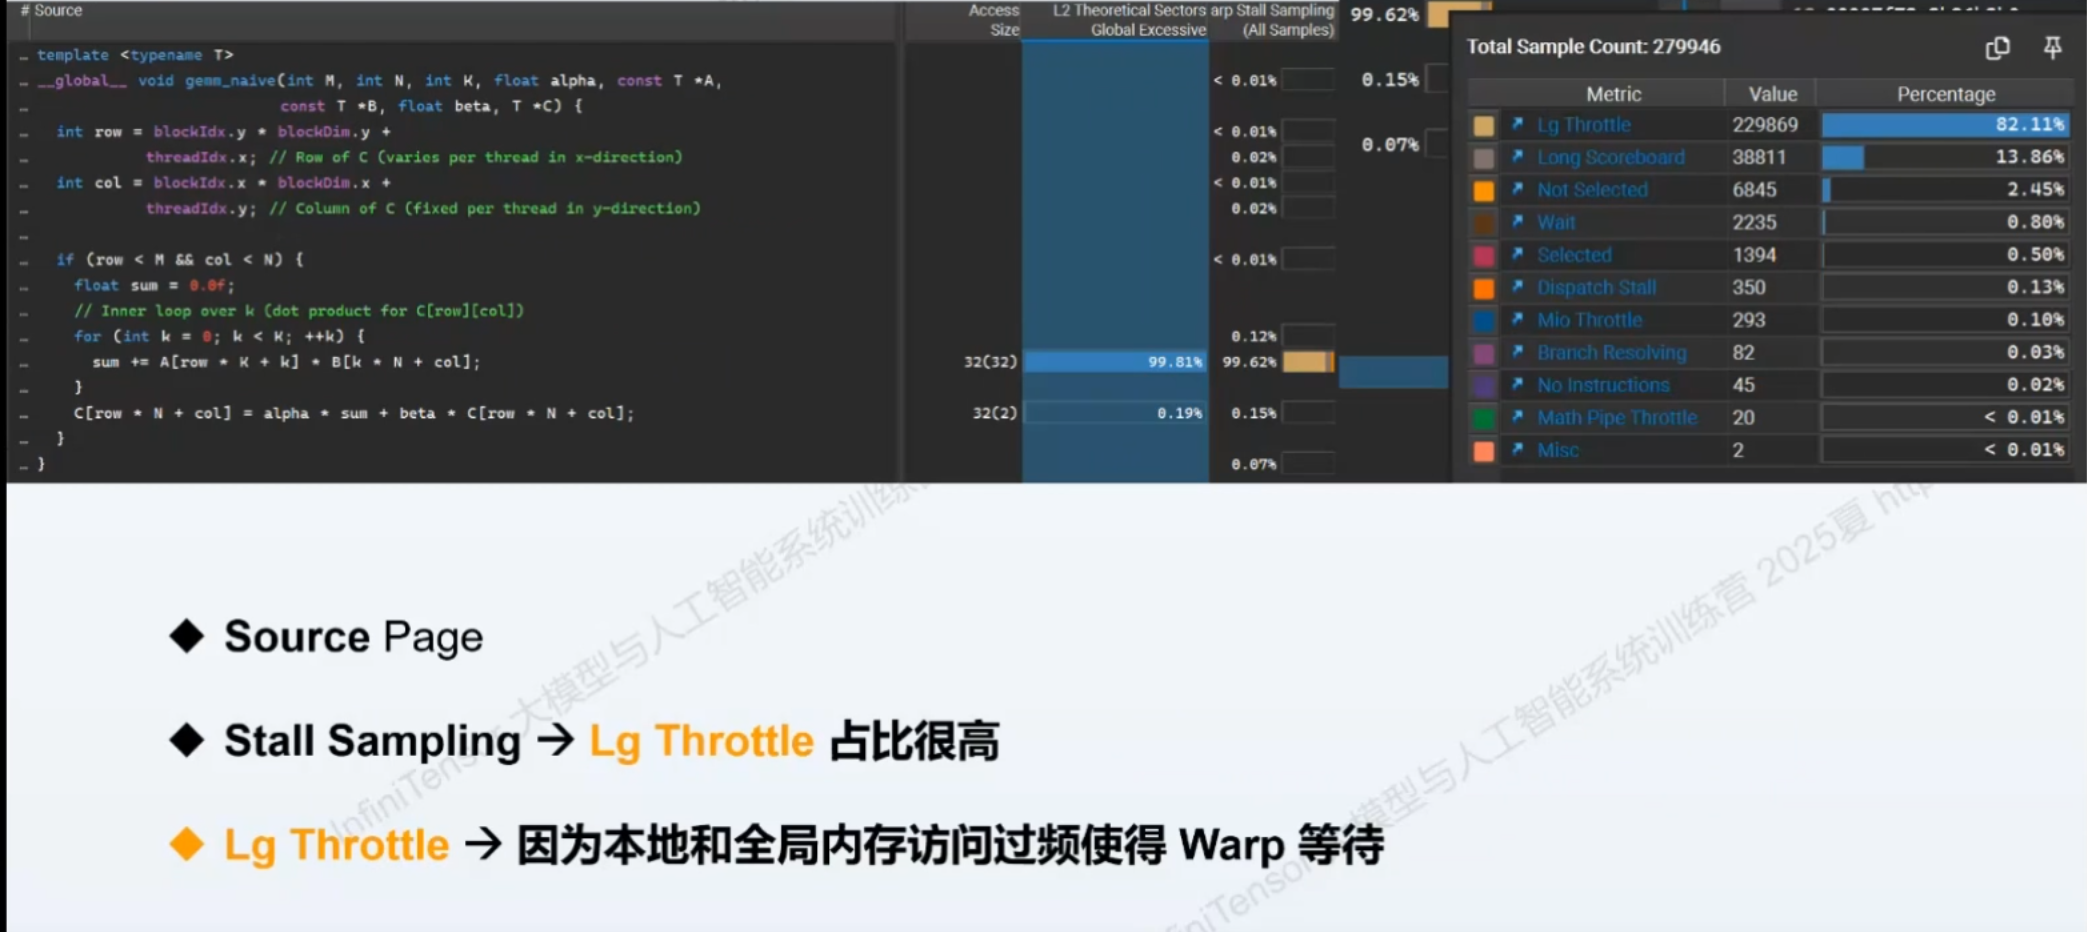 # Source
Access Size
L2 Theoretical Sectors Global Excessive
arp Stall Sampling (All Samples)
template <typename T>
__global__ void gemm_naive(int M, int N, int K, float alpha, const T *A,
< 0.01%
const T *B, float beta, T *C) {
int row = blockIdx.y * blockDim.y +
< 0.01%
threadIdx.x; // Row of C (varies per thread in x-direction)
0.02%
int col = blockIdx.x * blockDim.x +
< 0.01%
threadIdx.y; // Column of C (fixed per thread in y-direction)
0.02%
if (row < M && col < N) {
< 0.01%
float sum = 0.0f;
// Inner loop over k (dot product for C[row][col])
for (int k = 0; k < K; ++k) {
0.12%
sum += A[row * K + k] * B[k * N + col];
32(32) 99.81% 99.62%
}
C[row * N + col] = alpha * sum + beta * C[row * N + col];
32(2) 0.19% 0.15%
}
}
0.07%
99.62%
0.15%
0.07%
Total Sample Count: 279946
Metric Value Percentage
Lg Throttle 229869 82.11%
Long Scoreboard 38811 13.86%
Not Selected 6845 2.45%
Wait 2235 0.80%
Selected 1394 0.50%
Dispatch Stall 350 0.13%
Mio Throttle 293 0.10%
Branch Resolving 82 0.03%
No Instructions 45 0.02%
Math Pipe Throttle 20 < 0.01%
Misc 2 < 0.01%
Source Page
Stall Sampling → Lg Throttle 占比很高
Lg Throttle → 因为本地和全局内存访问过频使得 Warp 等待
InfiniTensor 大模型与人工智能系统训练
模型与人工智能系统训练营 2025夏 http